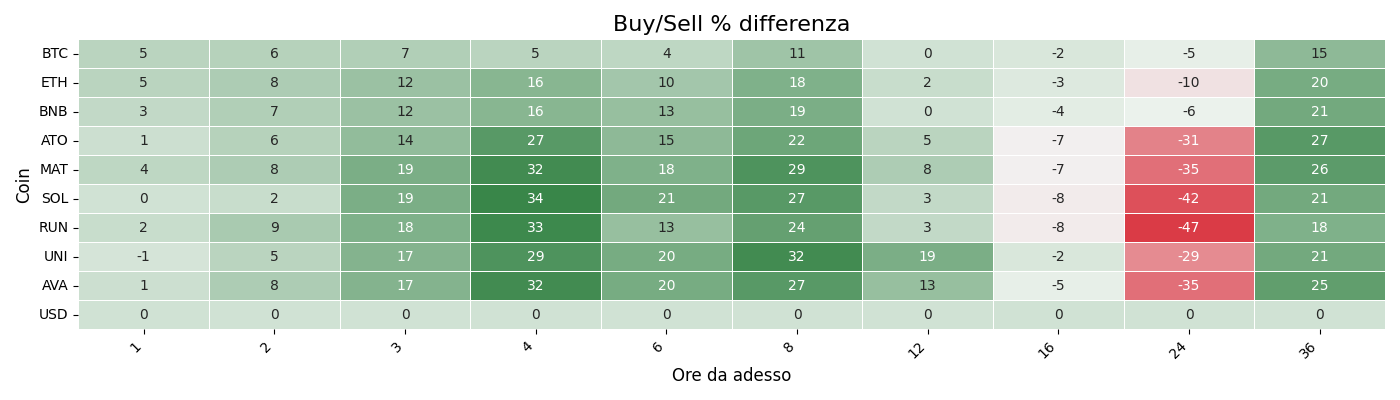 Buy/Sell % differenza
Coin
BTC 5 6 7 5 4 11 0 -2 -5 15
ETH 5 8 12 16 10 18 2 -3 -10 20
BNB 3 7 12 16 13 19 0 -4 -6 21
ATO 1 6 14 27 15 22 5 -7 -31 27
MAT 4 8 19 32 18 29 8 -7 -35 26
SOL 0 2 19 34 21 27 3 -8 -42 21
RUN 2 9 18 33 13 24 3 -8 -47 18
UNI -1 5 17 29 20 32 19 -2 -29 21
AVA 1 8 17 32 20 27 13 -5 -35 25
USD 0 0 0 0 0 0 0 0 0 0
1 2 3 4 6 8 12 16 24 36
Ore da adesso